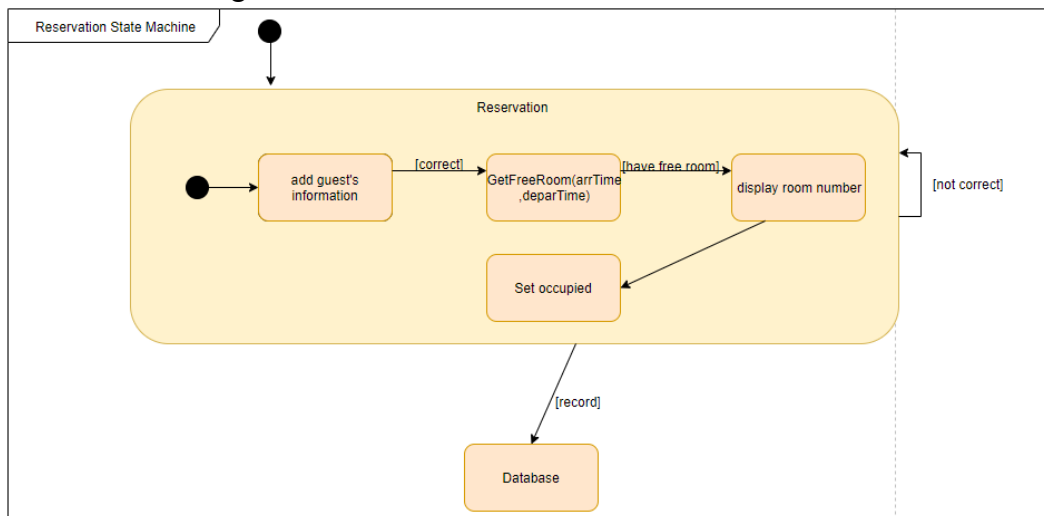 Reservation State Machine
Reservation
add guest's
information
[correct]
GetFreeRoom(arrTime
,deparTime)
[have free room]
display room number
[not correct]
Set occupied
[record]
Database